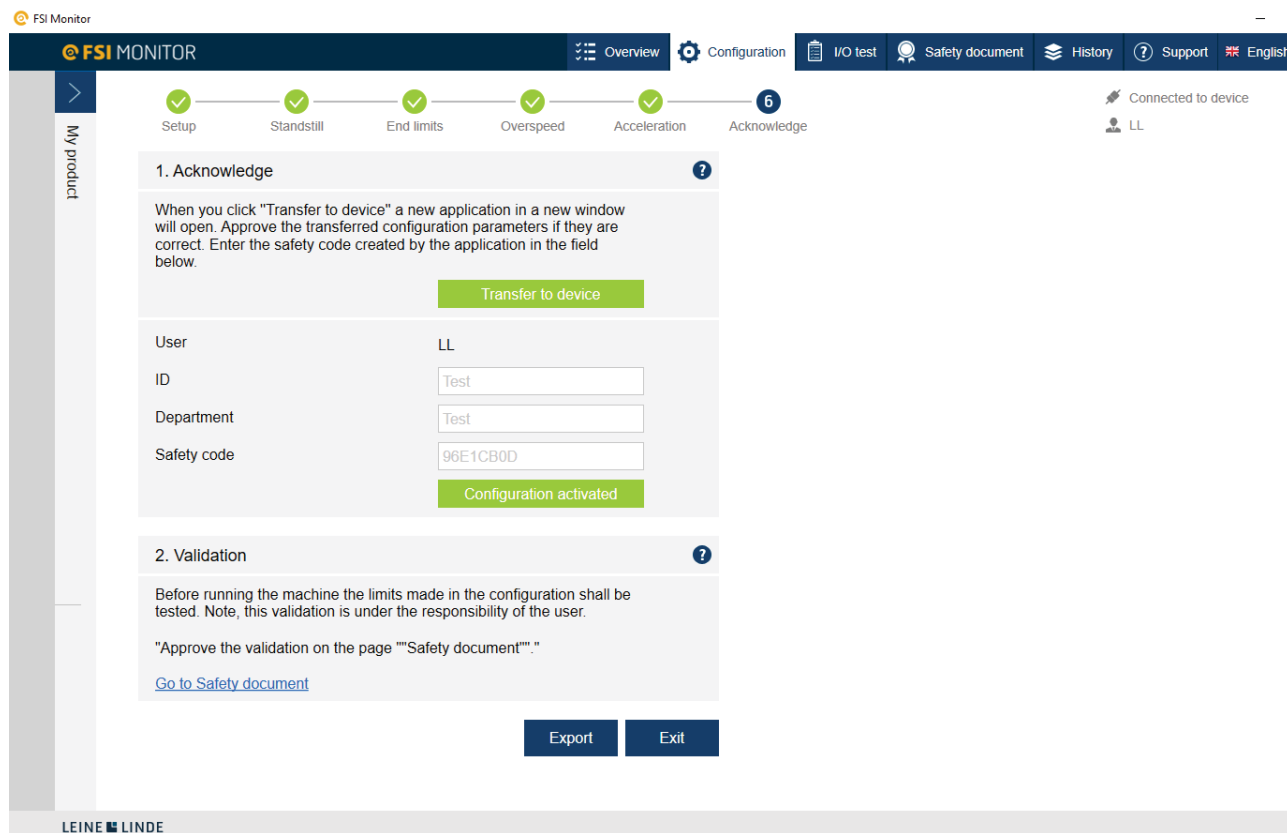 FSI Monitor
FSI MONITOR
Overview
Configuration
I/O test
Safety document
History
? Support
English
My product
Setup
Standstill
End limits
Overspeed
Acceleration
6
Acknowledge
Connected to device
LL
1. Acknowledge
?
When you click "Transfer to device" a new application in a new window
will open. Approve the transferred configuration parameters if they are
correct. Enter the safety code created by the application in the field
below.
Transfer to device
User LL
ID Test
Department Test
Safety code 96E1CB0D
Configuration activated
2. Validation
?
Before running the machine the limits made in the configuration shall be
tested. Note, this validation is under the responsibility of the user.
"Approve the validation on the page ""Safety document""."
Go to Safety document
Export
Exit
LEINE LINDE